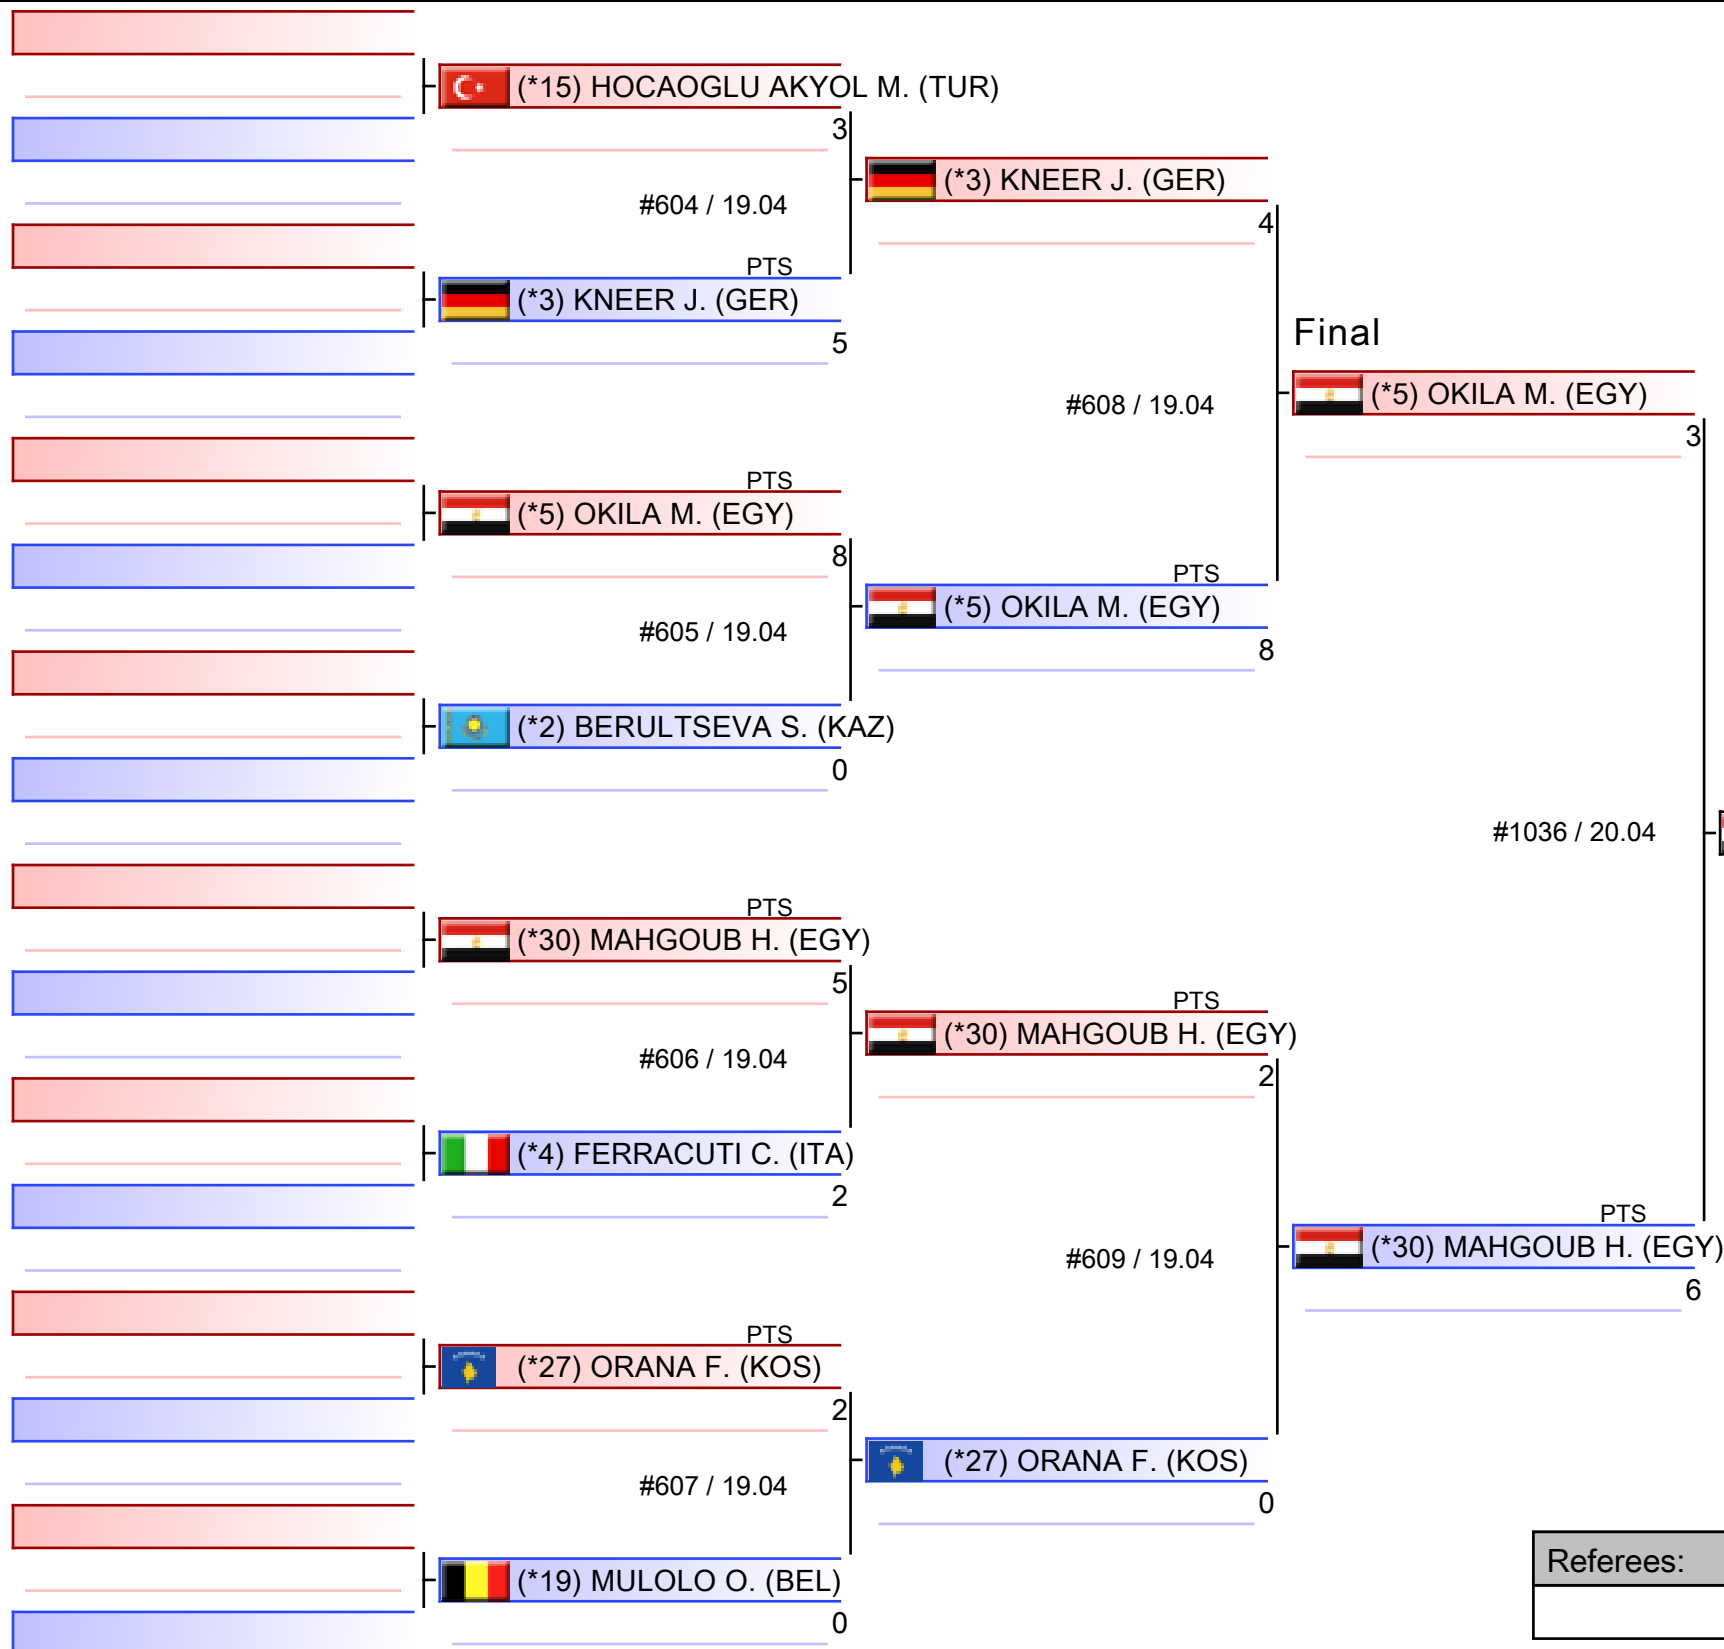 (*15) HOCAOGLU AKYOL M. (TUR)
3
#604 / 19.04
PTS
(*3) KNEER J. (GER)
5
PTS
(*5) OKILA M. (EGY)
8
#605 / 19.04
(*2) BERULTSEVA S. (KAZ)
0
PTS
(*30) MAHGOUB H. (EGY)
5
#606 / 19.04
(*4) FERRACUTI C. (ITA)
2
PTS
(*27) ORANA F. (KOS)
2
#607 / 19.04
(*19) MULOLO O. (BEL)
0
(*3) KNEER J. (GER)
4
#608 / 19.04
PTS
(*5) OKILA M. (EGY)
8
PTS
(*30) MAHGOUB H. (EGY)
2
#609 / 19.04
(*27) ORANA F. (KOS)
0
Final
(*5) OKILA M. (EGY)
3
#1036 / 20.04
PTS
(*30) MAHGOUB H. (EGY)
6
Referees: